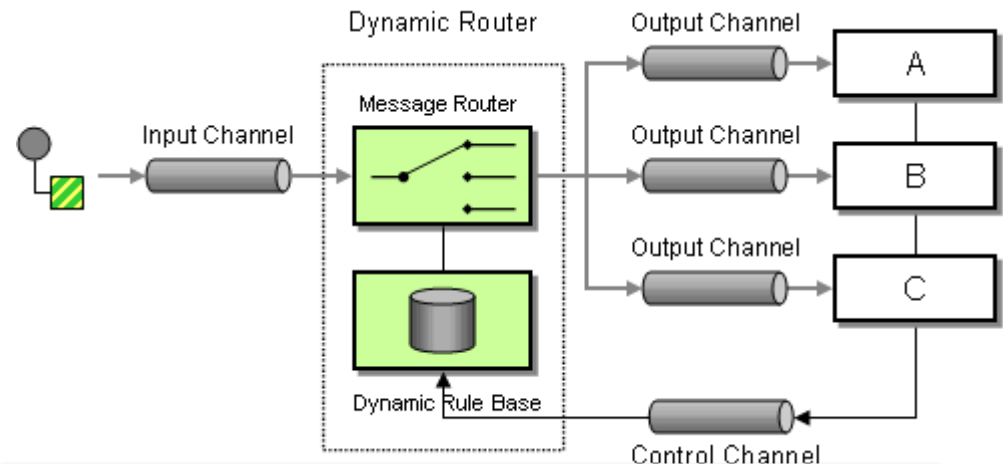 Dynamic Router
Output Channel
A
Message Router
Input Channel
Output Channel
B
Output Channel
C
Dynamic Rule Base
Control Channel